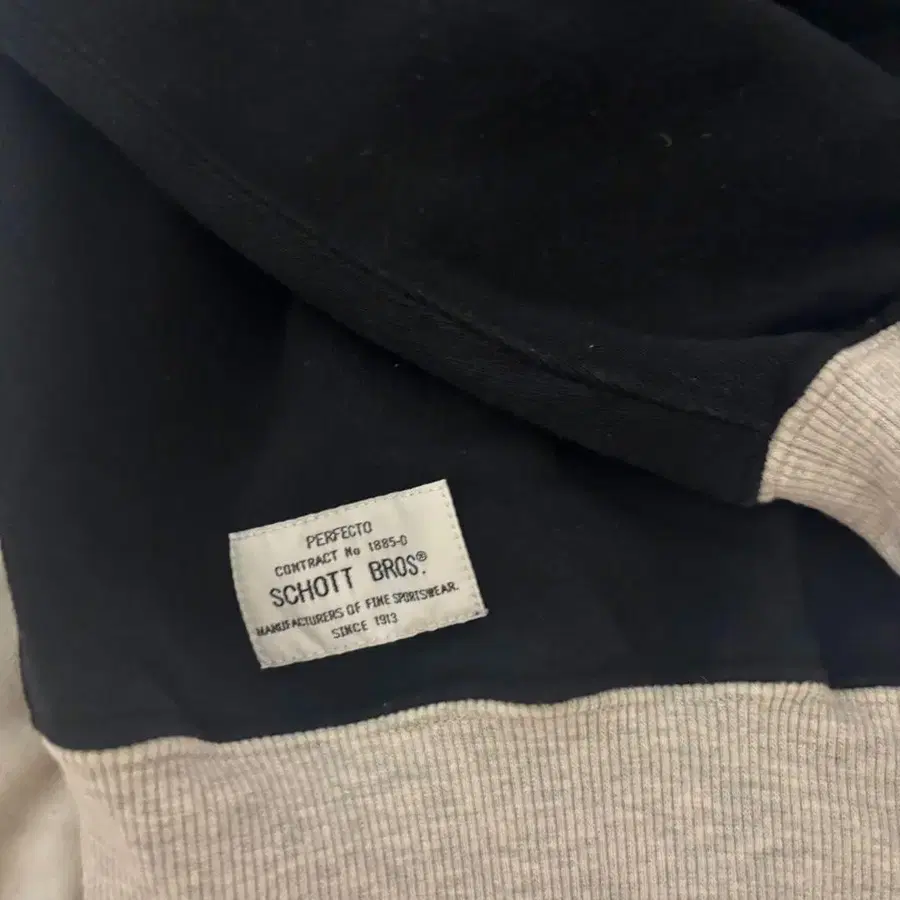 PERFECTO
CONTRACT No 1885-0
SCHOTT BROS.®
MANUFACTURERS OF FINE SPORTSWEAR.
SINCE 1913